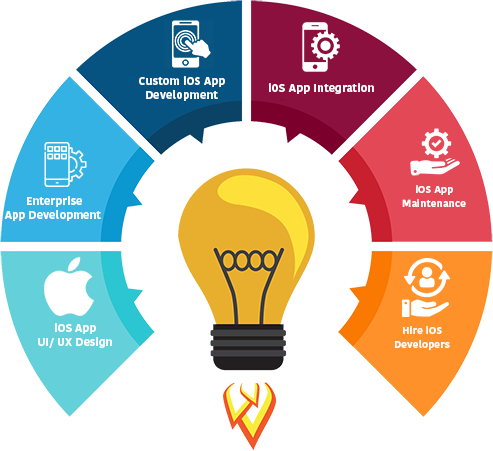 Custom iOS App
Development
iOS App Integration
Enterprise
App Development
iOS App
Maintenance
iOS App
UI/ UX Design
Hire iOS
Developers